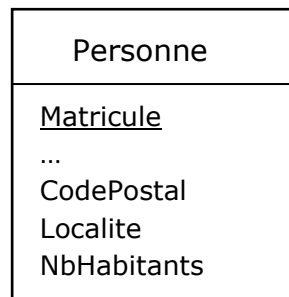 Personne
Matricule
...
CodePostal
Localite
NbHabitants